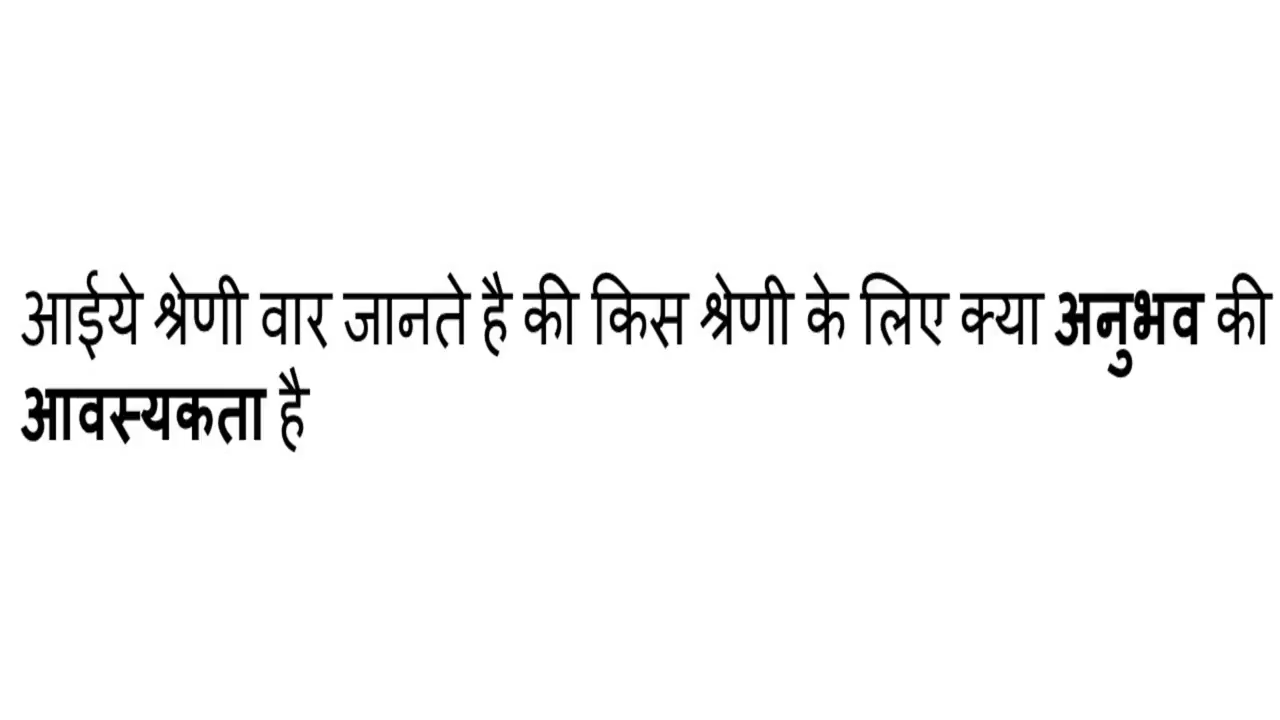 आईये श्रेणी वार जानते है की किस श्रेणी के लिए क्या अनुभव की
आवस्यकता है